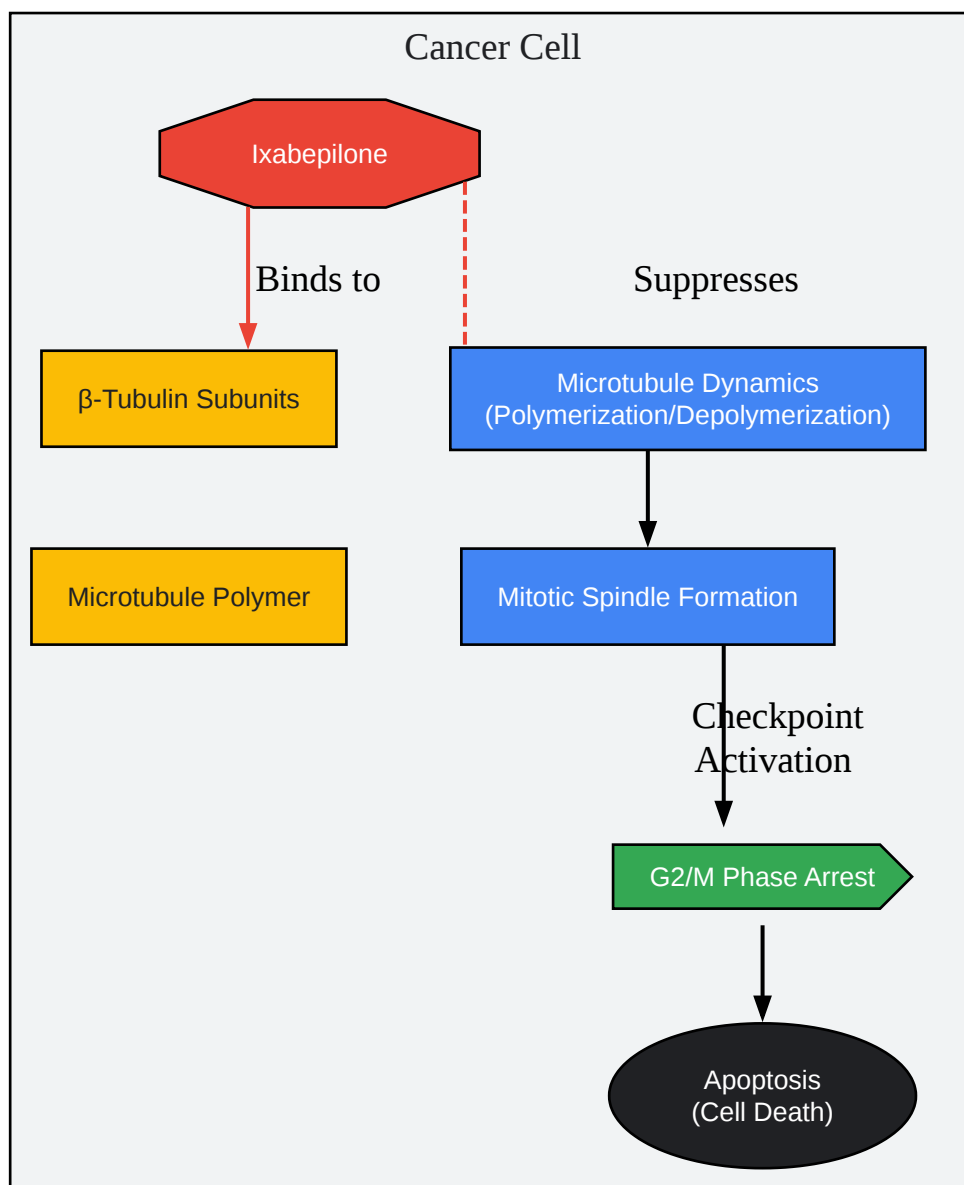 Cancer Cell
Ixabepilone
Binds to
Suppresses
β-Tubulin Subunits
Microtubule Dynamics
(Polymerization/Depolymerization)
Microtubule Polymer
Mitotic Spindle Formation
Checkpoint
Activation
G2/M Phase Arrest
Apoptosis
(Cell Death)